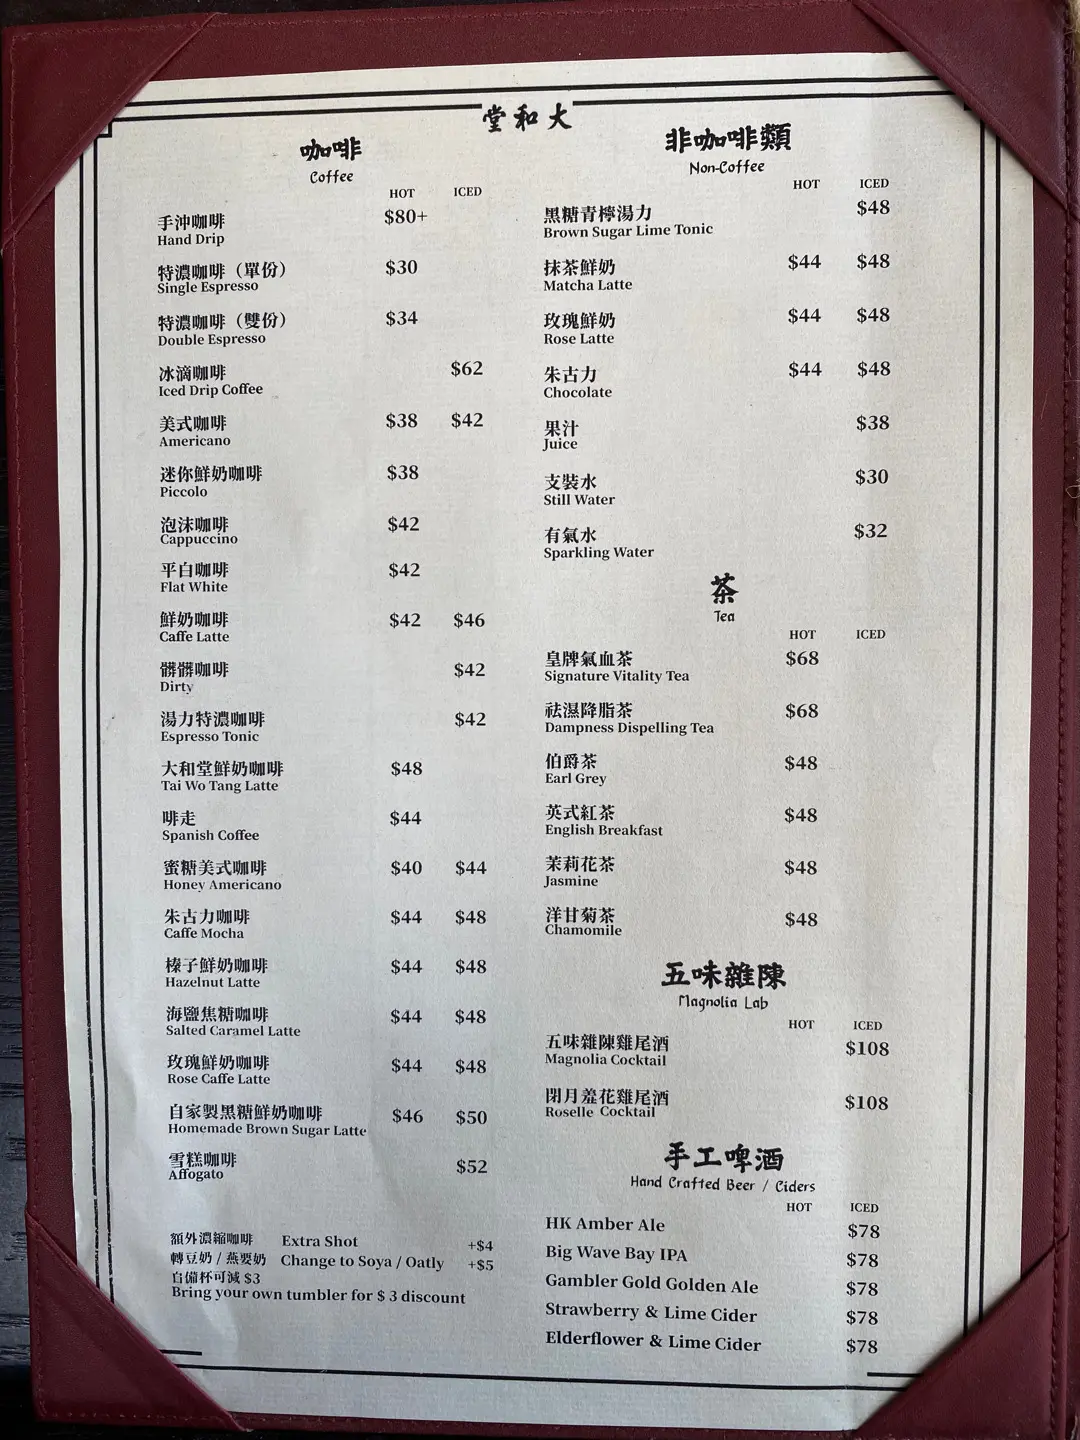 堂和大
咖啡
Coffee
HOT ICED
手沖咖啡 $80+
Hand Drip
特濃咖啡（單份） $30
Single Espresso
特濃咖啡（雙份） $34
Double Espresso
冰滴咖啡 $62
Iced Drip Coffee
美式咖啡 $38 $42
Americano
迷你鮮奶咖啡 $38
Piccolo
泡沫咖啡 $42
Cappuccino
平白咖啡 $42
Flat White
鮮奶咖啡 $42 $46
Caffe Latte
髒髒咖啡 $42
Dirty
湯力特濃咖啡 $42
Espresso Tonic
大和堂鮮奶咖啡 $48
Tai Wo Tang Latte
啡走 $44
Spanish Coffee
蜜糖美式咖啡 $40 $44
Honey Americano
朱古力咖啡 $44 $48
Caffe Mocha
榛子鮮奶咖啡 $44 $48
Hazelnut Latte
海鹽焦糖咖啡 $44 $48
Salted Caramel Latte
玫瑰鮮奶咖啡 $44 $48
Rose Caffe Latte
自家製黑糖鮮奶咖啡 $46 $50
Homemade Brown Sugar Latte
雪糕咖啡 $52
Affogato
額外濃縮咖啡 Extra Shot +$4
轉豆奶 / 燕麥奶 Change to Soya / Oatly +$5
自備杯可減 $3
Bring your own tumbler for $ 3 discount
非咖啡類
Non-Coffee
HOT ICED
黑糖青檸湯力 $48
Brown Sugar Lime Tonic
抹茶鮮奶 $44 $48
Matcha Latte
玫瑰鮮奶 $44 $48
Rose Latte
朱古力 $44 $48
Chocolate
果汁 $38
Juice
支裝水 $30
Still Water
有氣水 $32
Sparkling Water
茶
Tea
HOT ICED
皇牌氣血茶 $68
Signature Vitality Tea
祛濕降脂茶 $68
Dampness Dispelling Tea
伯爵茶 $48
Earl Grey
英式紅茶 $48
English Breakfast
茉莉花茶 $48
Jasmine
洋甘菊茶 $48
Chamomile
五味雜陳
Magnolia Lab
HOT ICED
五味雜陳雞尾酒 $108
Magnolia Cocktail
閉月羞花雞尾酒 $108
Roselle Cocktail
手工啤酒
Hand Crafted Beer / Ciders
HOT ICED
HK Amber Ale $78
Big Wave Bay IPA $78
Gambler Gold Golden Ale $78
Strawberry & Lime Cider $78
Elderflower & Lime Cider $78